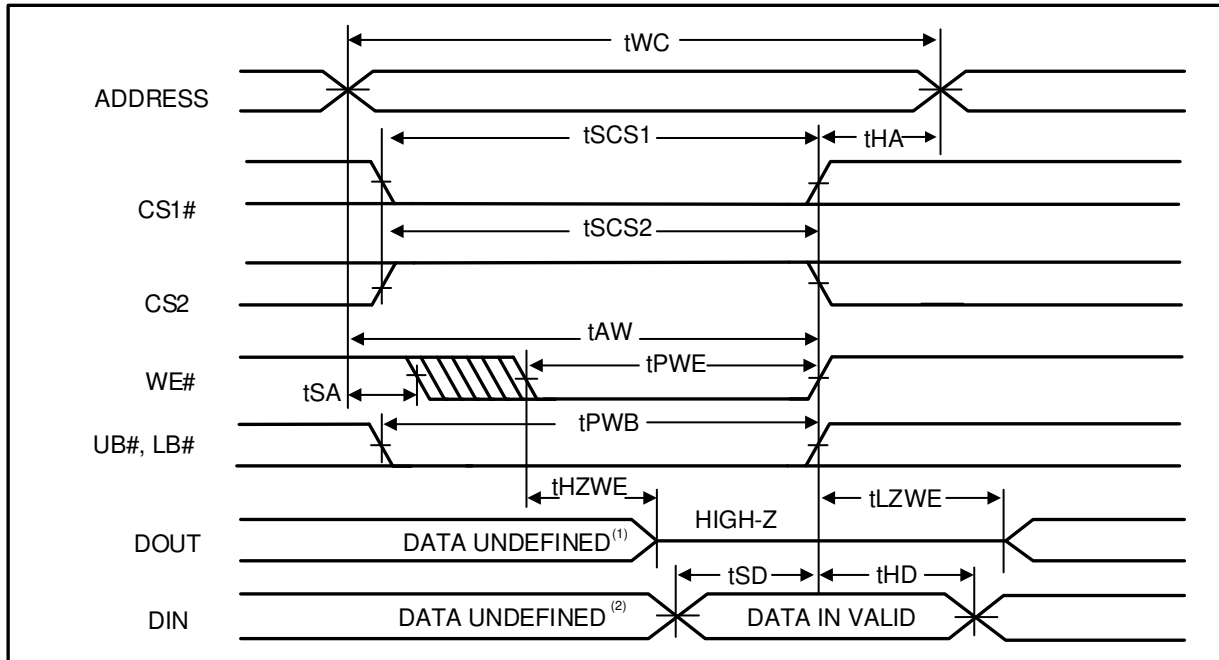 tWC
ADDRESS
tSCS1
tHA
CS1#
tSCS2
CS2
tAW
WE#
tPWE
tSA
tPWB
UB#, LB#
tHZWE
tLZWE
HIGH-Z
DOUT
DATA UNDEFINED(1)
tSD
tHD
DIN
DATA UNDEFINED (2)
DATA IN VALID